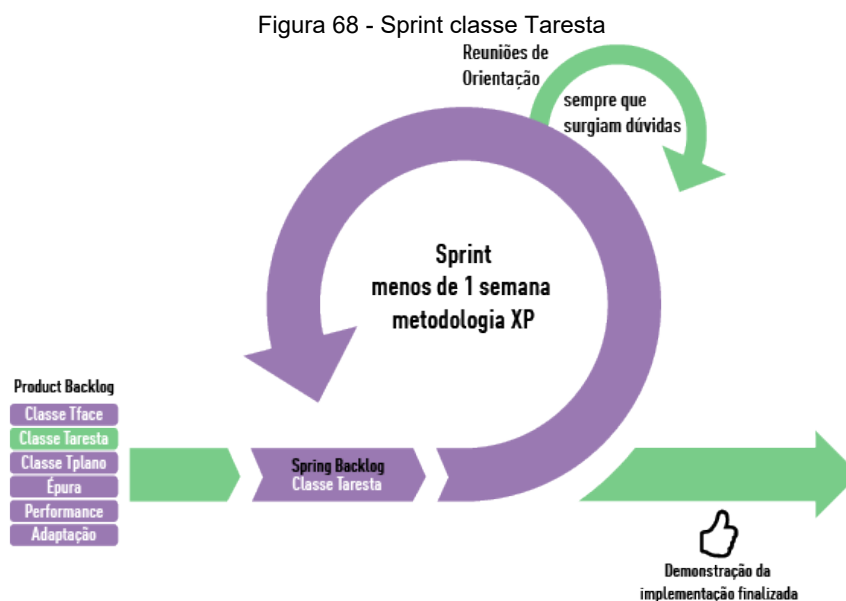 Figura 68 - Sprint classe Taresta
Reuniões de
Orientação
sempre que
surgiam dúvidas
Sprint
menos de 1 semana
metodologia XP
Product Backlog
Classe Tface
Classe Taresta
Classe Tplano
Épura
Performance
Adaptação
Spring Backlog
Classe Taresta
Demonstração da
implementação finalizada